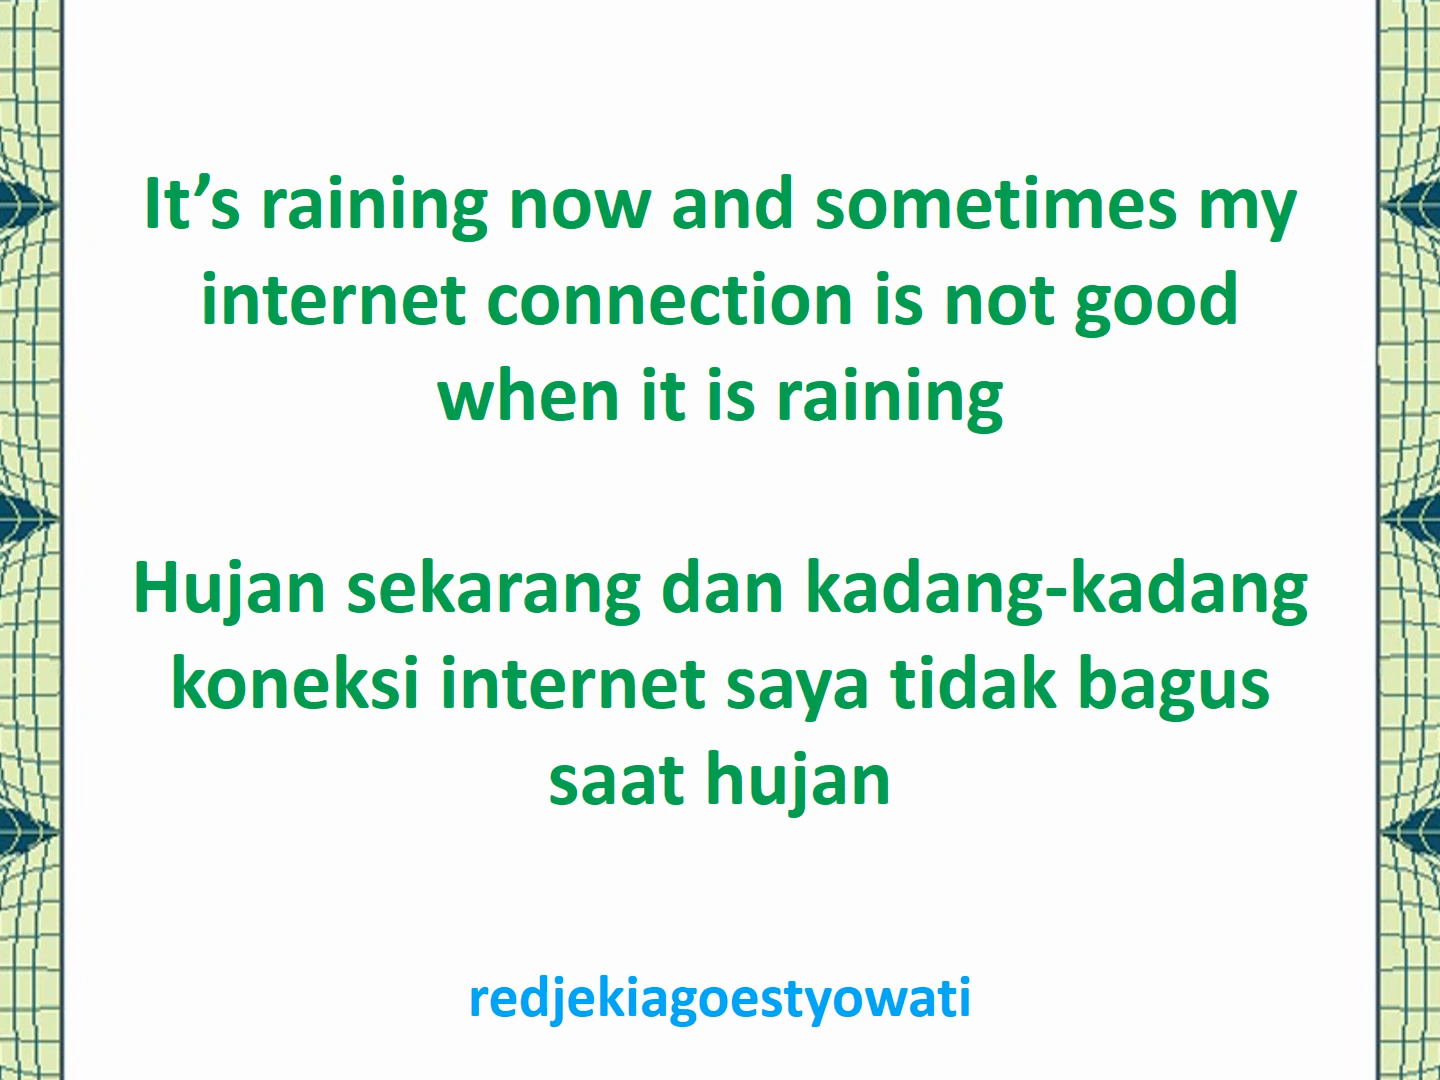 It’s raining now and sometimes my
internet connection is not good
when it is raining
Hujan sekarang dan kadang-kadang
koneksi internet saya tidak bagus
saat hujan
redjekiagoestyowati